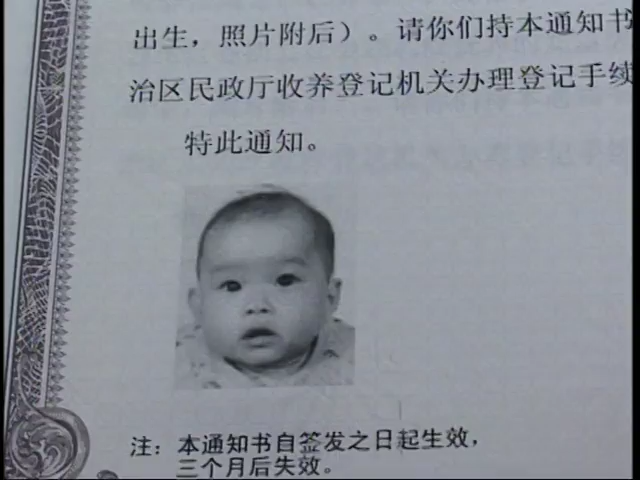 出生，照片附后）。请你们持本通知书
治区民政厅收养登记机关办理登记手续
特此通知。
注：本通知书自签发之日起生效，
三个月后失效。